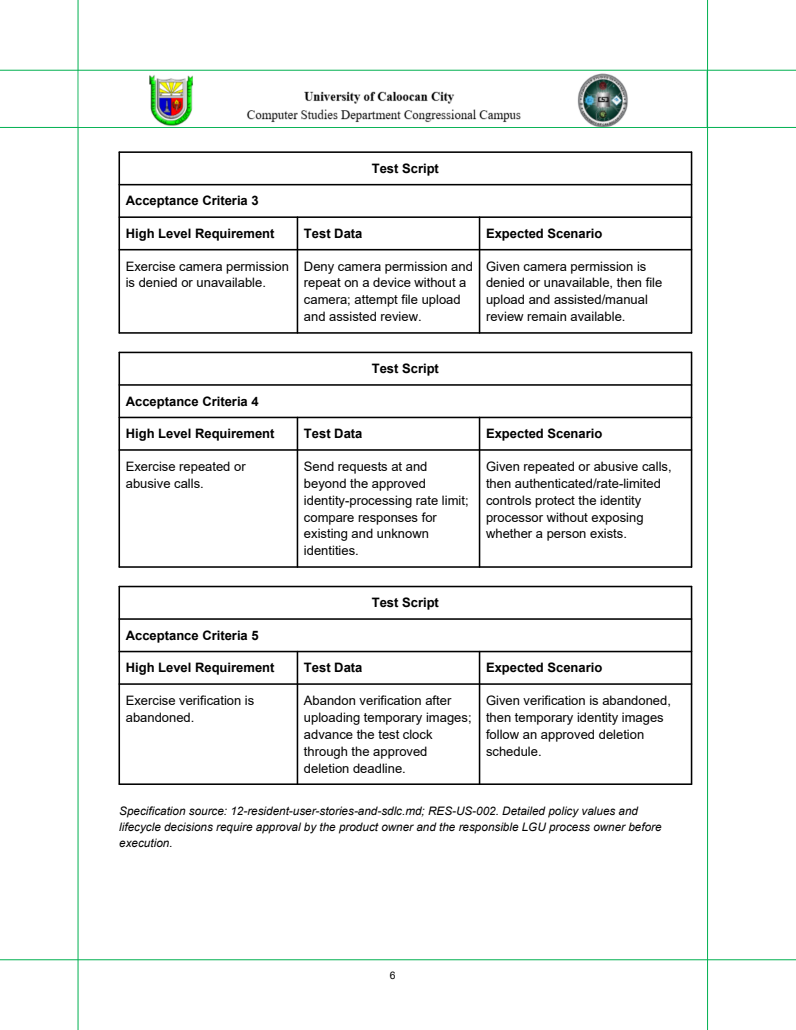 University of Caloocan City
Computer Studies Department Congressional Campus
Test Script
Acceptance Criteria 3
High Level Requirement
Test Data
Expected Scenario
Exercise camera permission
is denied or unavailable.
Deny camera permission and
repeat on a device without a
camera; attempt file upload
and assisted review.
Given camera permission is
denied or unavailable, then file
upload and assisted/manual
review remain available.
Test Script
Acceptance Criteria 4
High Level Requirement
Test Data
Expected Scenario
Exercise repeated or
abusive calls.
Send requests at and
beyond the approved
identity-processing rate limit;
compare responses for
existing and unknown
identities.
Given repeated or abusive calls,
then authenticated/rate-limited
controls protect the identity
processor without exposing
whether a person exists.
Test Script
Acceptance Criteria 5
High Level Requirement
Test Data
Expected Scenario
Exercise verification is
abandoned.
Abandon verification after
uploading temporary images;
advance the test clock
through the approved
deletion deadline.
Given verification is abandoned,
then temporary identity images
follow an approved deletion
schedule.
Specification source: 12-resident-user-stories-and-sdlc.md; RES-US-002. Detailed policy values and
lifecycle decisions require approval by the product owner and the responsible LGU process owner before
execution.
6